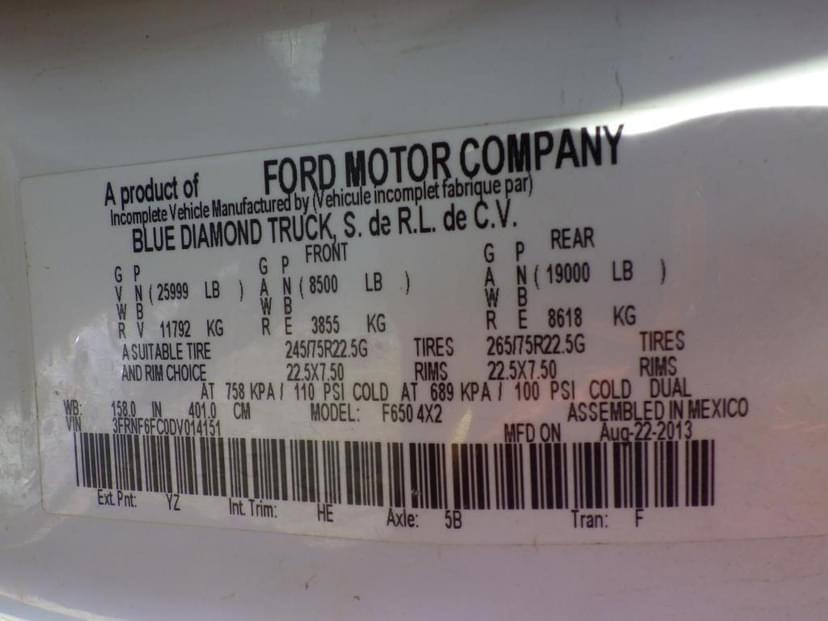 A product of FORD MOTOR COMPANY
Incomplete Vehicle Manufactured by (Vehicule incomplet fabrique par)
BLUE DIAMOND TRUCK, S. de R.L. de C.V.
FRONT REAR
G P G P G P
V N ( 25999 LB ) A N ( 8500 LB ) A N ( 19000 LB )
W B W B W B
R V 11792 KG R E 3855 KG R E 8618 KG
A SUITABLE TIRE 245/75R22.5G TIRES 265/75R22.5G TIRES
AND RIM CHOICE 22.5X7.50 RIMS 22.5X7.50 RIMS
AT 758 KPA / 110 PSI COLD AT 689 KPA / 100 PSI COLD DUAL
WB: 158.0 IN 401.0 CM MODEL: F650 4X2 ASSEMBLED IN MEXICO
VIN 3FRNF6FC0DV014151 MFD ON Aug-22-2013
Ext. Pnt: YZ Int. Trim: HE Axle: 5B Tran: F